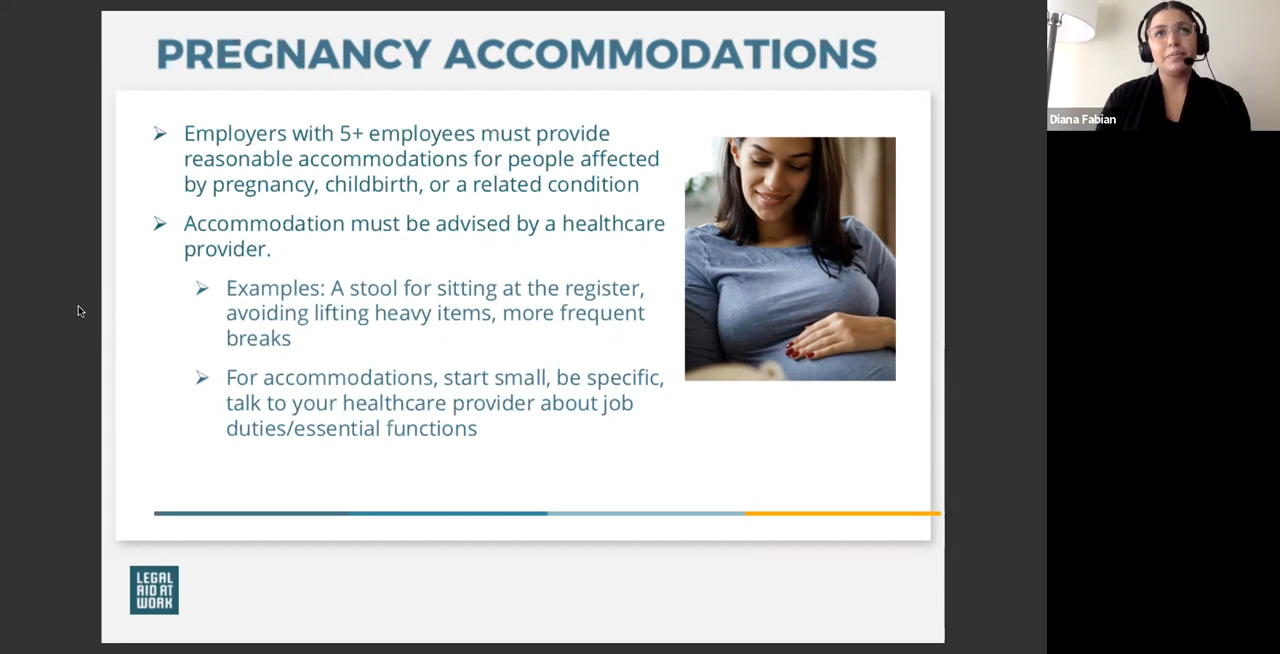 PREGNANCY ACCOMMODATIONS
Employers with 5+ employees must provide
reasonable accommodations for people affected
by pregnancy, childbirth, or a related condition
Accommodation must be advised by a healthcare
provider.
Examples: A stool for sitting at the register,
avoiding lifting heavy items, more frequent
breaks
For accommodations, start small, be specific,
talk to your healthcare provider about job
duties/essential functions
LEGAL
AID AT
WORK
Diana Fabian